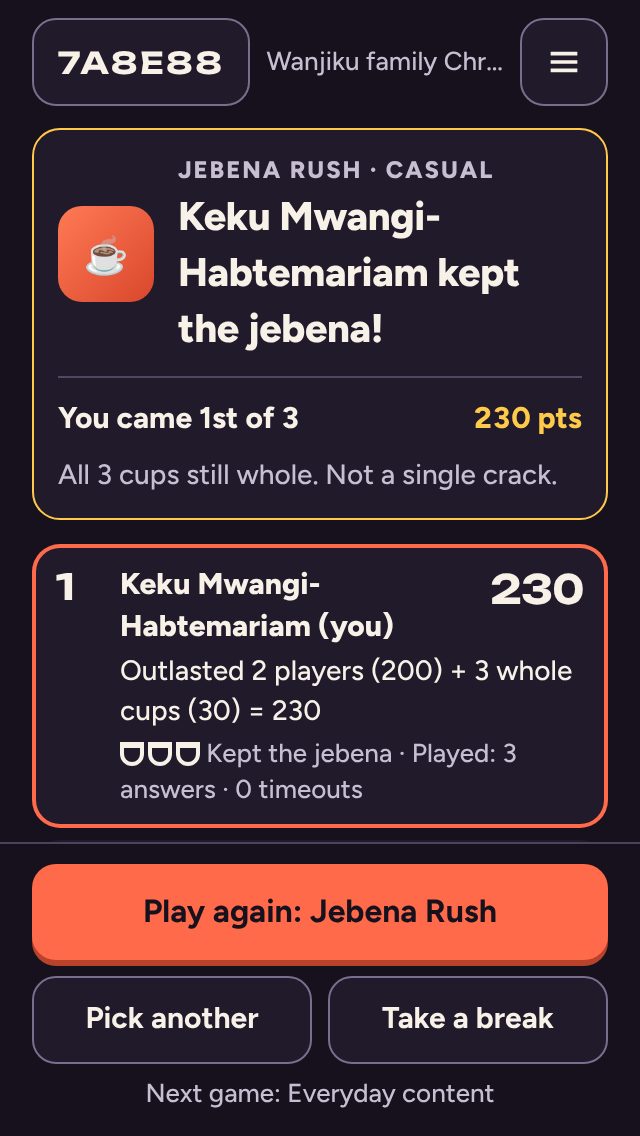 7A8E88
Wanjiku family Chr...
JEBENA RUSH · CASUAL
Keku Mwangi-
Habtemariam kept
the jebena!
You came 1st of 3
230 pts
All 3 cups still whole. Not a single crack.
1
Keku Mwangi-
Habtemariam (you)
230
Outlasted 2 players (200) + 3 whole
cups (30) = 230
Kept the jebena · Played: 3
answers · 0 timeouts
Play again: Jebena Rush
Pick another
Take a break
Next game: Everyday content